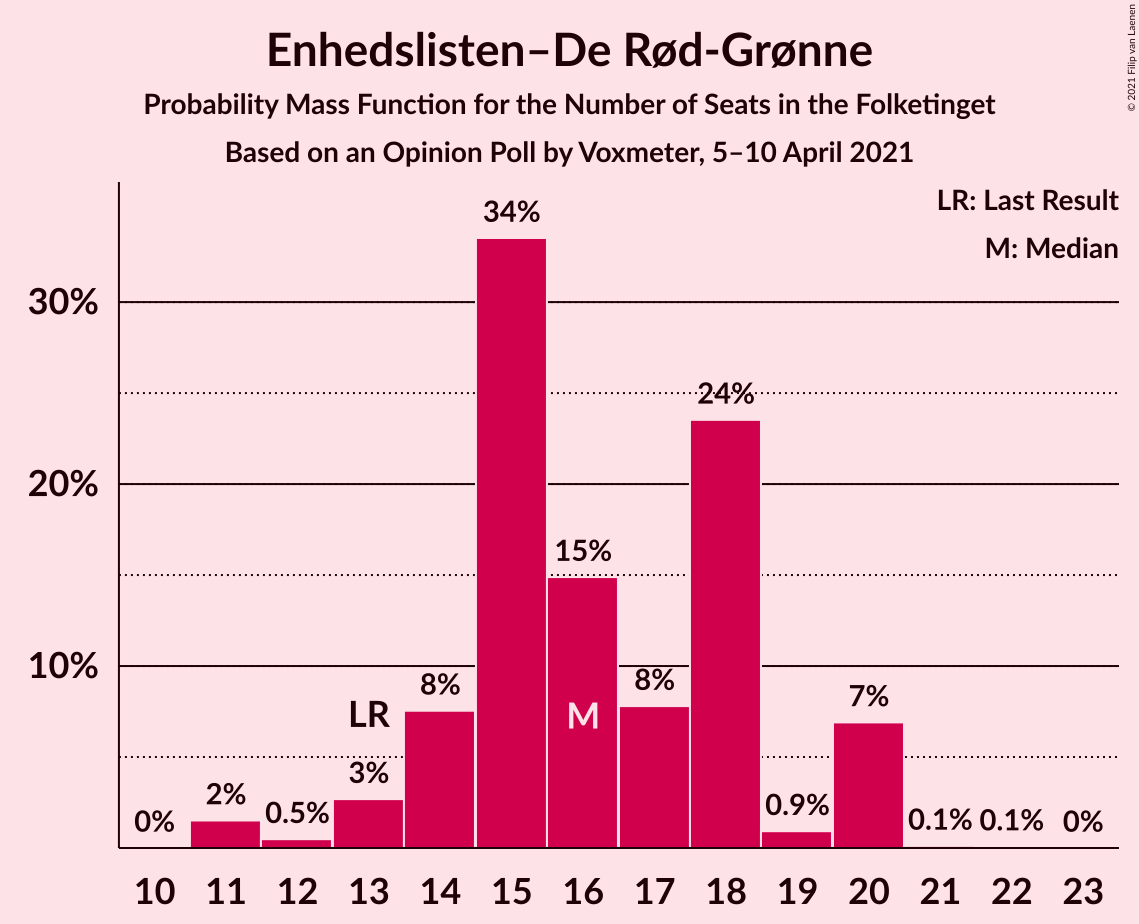 Enhedslisten–De Rød-Grønne
Probability Mass Function for the Number of Seats in the Folketinget
Based on an Opinion Poll by Voxmeter, 5–10 April 2021
© 2021 Filip van Laenen
LR: Last Result
M: Median
30%
20%
10%
0%
2%
0.5%
3%
LR
8%
34%
15%
M
8%
24%
0.9%
7%
0.1%
0.1%
0%
10 11 12 13 14 15 16 17 18 19 20 21 22 23